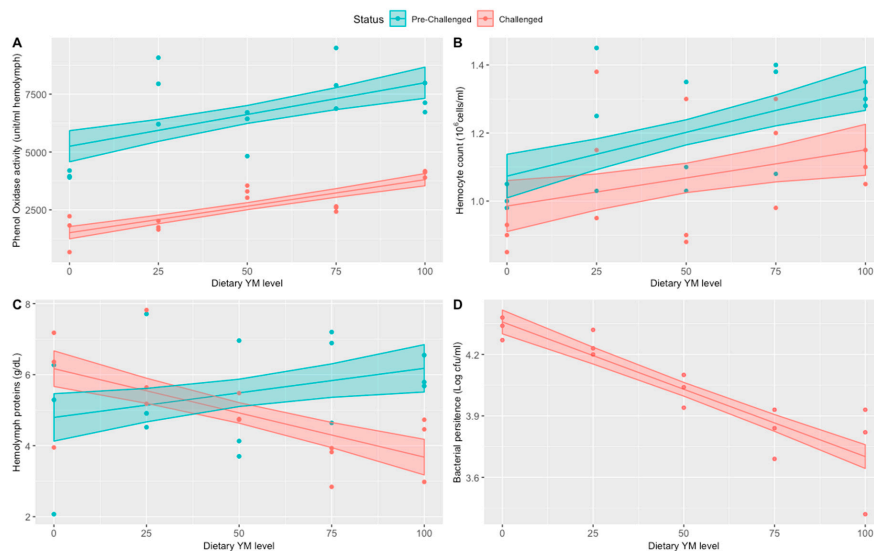 Status Pre-Challenged Challenged
A
Phenol Oxidase activity (unit/ml hemolymph)
7500
5000
2500
0 25 50 75 100
Dietary YM level
B
Hemocyte count (10⁶cells/ml)
1.4
1.2
1.0
0 25 50 75 100
Dietary YM level
C
Hemolymph proteins (g/dL)
8
6
4
2
0 25 50 75 100
Dietary YM level
D
Bacterial persitence (Log cfu/ml)
4.2
3.9
3.6
0 25 50 75 100
Dietary YM level